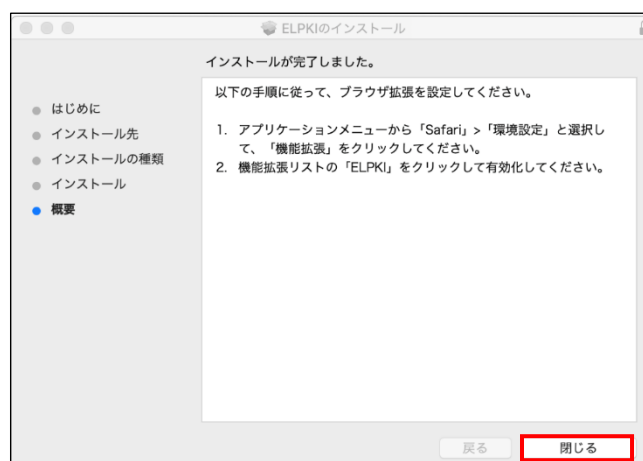 ELPKIのインストール
インストールが完了しました。
はじめに
インストール先
インストールの種類
インストール
概要
以下の手順に従って、ブラウザ拡張を設定してください。
1. アプリケーションメニューから「Safari」>「環境設定」と選択し
て、「機能拡張」をクリックしてください。
2. 機能拡張リストの「ELPKI」をクリックして有効化してください。
戻る
閉じる